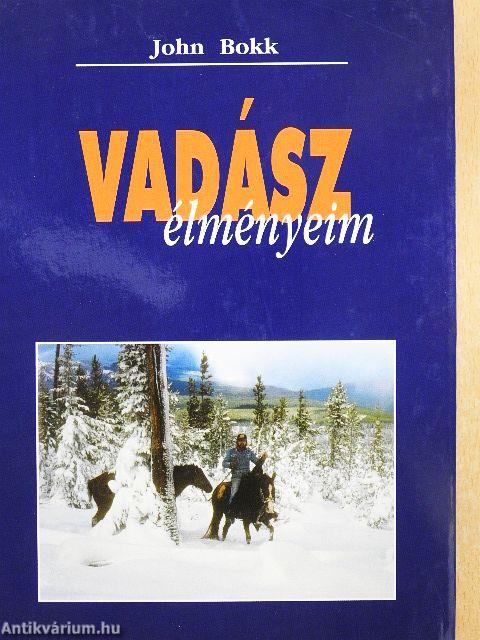 John Bokk
VADÁSZ
élményeim
Antikvárium.hu